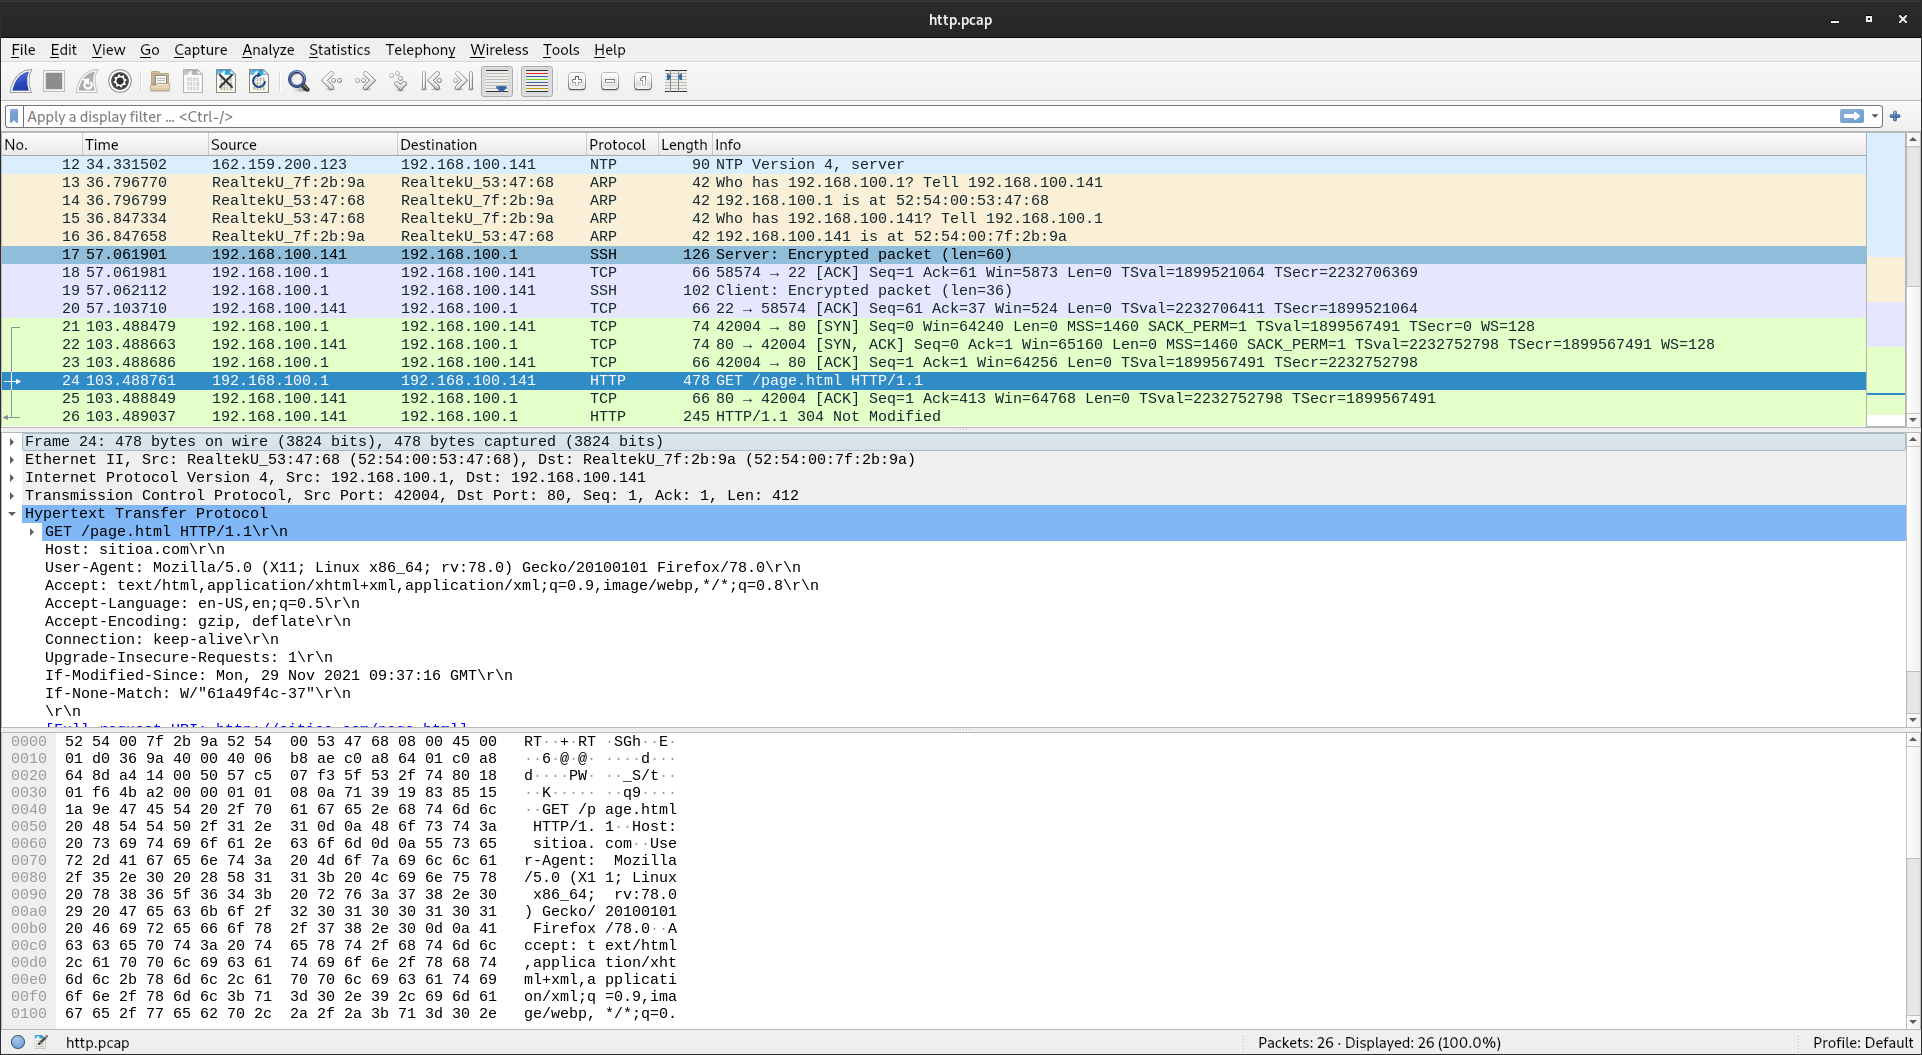 http.pcap
File Edit View Go Capture Analyze Statistics Telephony Wireless Tools Help
Apply a display filter ... <Ctrl-/>
No. Time Source Destination Protocol Length Info
12 34.331502 162.159.200.123 192.168.100.141 NTP 90 NTP Version 4, server
13 36.796770 RealtekU_7f:2b:9a RealtekU_53:47:68 ARP 42 Who has 192.168.100.1? Tell 192.168.100.141
14 36.796799 RealtekU_53:47:68 RealtekU_7f:2b:9a ARP 42 192.168.100.1 is at 52:54:00:53:47:68
15 36.847334 RealtekU_53:47:68 RealtekU_7f:2b:9a ARP 42 Who has 192.168.100.141? Tell 192.168.100.1
16 36.847658 RealtekU_7f:2b:9a RealtekU_53:47:68 ARP 42 192.168.100.141 is at 52:54:00:7f:2b:9a
17 57.061901 192.168.100.141 192.168.100.1 SSH 126 Server: Encrypted packet (len=60)
18 57.061981 192.168.100.1 192.168.100.141 TCP 66 58574 → 22 [ACK] Seq=1 Ack=61 Win=5873 Len=0 TSval=1899521064 TSecr=2232706369
19 57.062112 192.168.100.1 192.168.100.141 SSH 102 Client: Encrypted packet (len=36)
20 57.103710 192.168.100.141 192.168.100.1 TCP 66 22 → 58574 [ACK] Seq=61 Ack=37 Win=524 Len=0 TSval=2232706411 TSecr=1899521064
21 103.488479 192.168.100.1 192.168.100.141 TCP 74 42004 → 80 [SYN] Seq=0 Win=64240 Len=0 MSS=1460 SACK_PERM=1 TSval=1899567491 TSecr=0 WS=128
22 103.488663 192.168.100.141 192.168.100.1 TCP 74 80 → 42004 [SYN, ACK] Seq=0 Ack=1 Win=65160 Len=0 MSS=1460 SACK_PERM=1 TSval=2232752798 TSecr=1899567491 WS=128
23 103.488686 192.168.100.1 192.168.100.141 TCP 66 42004 → 80 [ACK] Seq=1 Ack=1 Win=64256 Len=0 TSval=1899567491 TSecr=2232752798
24 103.488761 192.168.100.1 192.168.100.141 HTTP 478 GET /page.html HTTP/1.1
25 103.488849 192.168.100.141 192.168.100.1 TCP 66 80 → 42004 [ACK] Seq=1 Ack=413 Win=64768 Len=0 TSval=2232752798 TSecr=1899567491
26 103.489037 192.168.100.141 192.168.100.1 HTTP 245 HTTP/1.1 304 Not Modified
Frame 24: 478 bytes on wire (3824 bits), 478 bytes captured (3824 bits)
Ethernet II, Src: RealtekU_53:47:68 (52:54:00:53:47:68), Dst: RealtekU_7f:2b:9a (52:54:00:7f:2b:9a)
Internet Protocol Version 4, Src: 192.168.100.1, Dst: 192.168.100.141
Transmission Control Protocol, Src Port: 42004, Dst Port: 80, Seq: 1, Ack: 1, Len: 412
Hypertext Transfer Protocol
GET /page.html HTTP/1.1\r\n
Host: sitioa.com\r\n
User-Agent: Mozilla/5.0 (X11; Linux x86_64; rv:78.0) Gecko/20100101 Firefox/78.0\r\n
Accept: text/html,application/xhtml+xml,application/xml;q=0.9,image/webp,*/*;q=0.8\r\n
Accept-Language: en-US,en;q=0.5\r\n
Accept-Encoding: gzip, deflate\r\n
Connection: keep-alive\r\n
Upgrade-Insecure-Requests: 1\r\n
If-Modified-Since: Mon, 29 Nov 2021 09:37:16 GMT\r\n
If-None-Match: W/"61a49f4c-37"\r\n
\r\n
[Full request URI: http://sitioa.com/page.html]
0000 52 54 00 7f 2b 9a 52 54 00 53 47 68 08 00 45 00 RT··+·RT ·SGh··E·
0010 01 d0 36 9a 40 00 40 06 b8 ae c0 a8 64 01 c0 a8 ··6·@·@· ····d···
0020 64 8d a4 14 00 50 57 c5 07 f3 5f 53 2f 74 80 18 d····PW· ··_S/t··
0030 01 f6 4b a2 00 00 01 01 08 0a 71 39 19 83 85 15 ··K····· ··q9····
0040 1a 9e 47 45 54 20 2f 70 61 67 65 2e 68 74 6d 6c ··GET /p age.html
0050 20 48 54 54 50 2f 31 2e 31 0d 0a 48 6f 73 74 3a HTTP/1. 1··Host:
0060 20 73 69 74 69 6f 61 2e 63 6f 6d 0d 0a 55 73 65 sitioa. com··Use
0070 72 2d 41 67 65 6e 74 3a 20 4d 6f 7a 69 6c 6c 61 r-Agent: Mozilla
0080 2f 35 2e 30 20 28 58 31 31 3b 20 4c 69 6e 75 78 /5.0 (X1 1; Linux
0090 20 78 38 36 5f 36 34 3b 20 72 76 3a 37 38 2e 30 x86_64; rv:78.0
00a0 29 20 47 65 63 6b 6f 2f 32 30 31 30 30 31 30 31 ) Gecko/ 20100101
00b0 20 46 69 72 65 66 6f 78 2f 37 38 2e 30 0d 0a 41 Firefox /78.0··A
00c0 63 63 65 70 74 3a 20 74 65 78 74 2f 68 74 6d 6c ccept: t ext/html
00d0 2c 61 70 70 6c 69 63 61 74 69 6f 6e 2f 78 68 74 ,applica tion/xht
00e0 6d 6c 2b 78 6d 6c 2c 61 70 70 6c 69 63 61 74 69 ml+xml,a pplicati
00f0 6f 6e 2f 78 6d 6c 3b 71 3d 30 2e 39 2c 69 6d 61 on/xml;q =0.9,ima
0100 67 65 2f 77 65 62 70 2c 2a 2f 2a 3b 71 3d 30 2e ge/webp, */*;q=0.
http.pcap Packets: 26 · Displayed: 26 (100.0%) Profile: Default